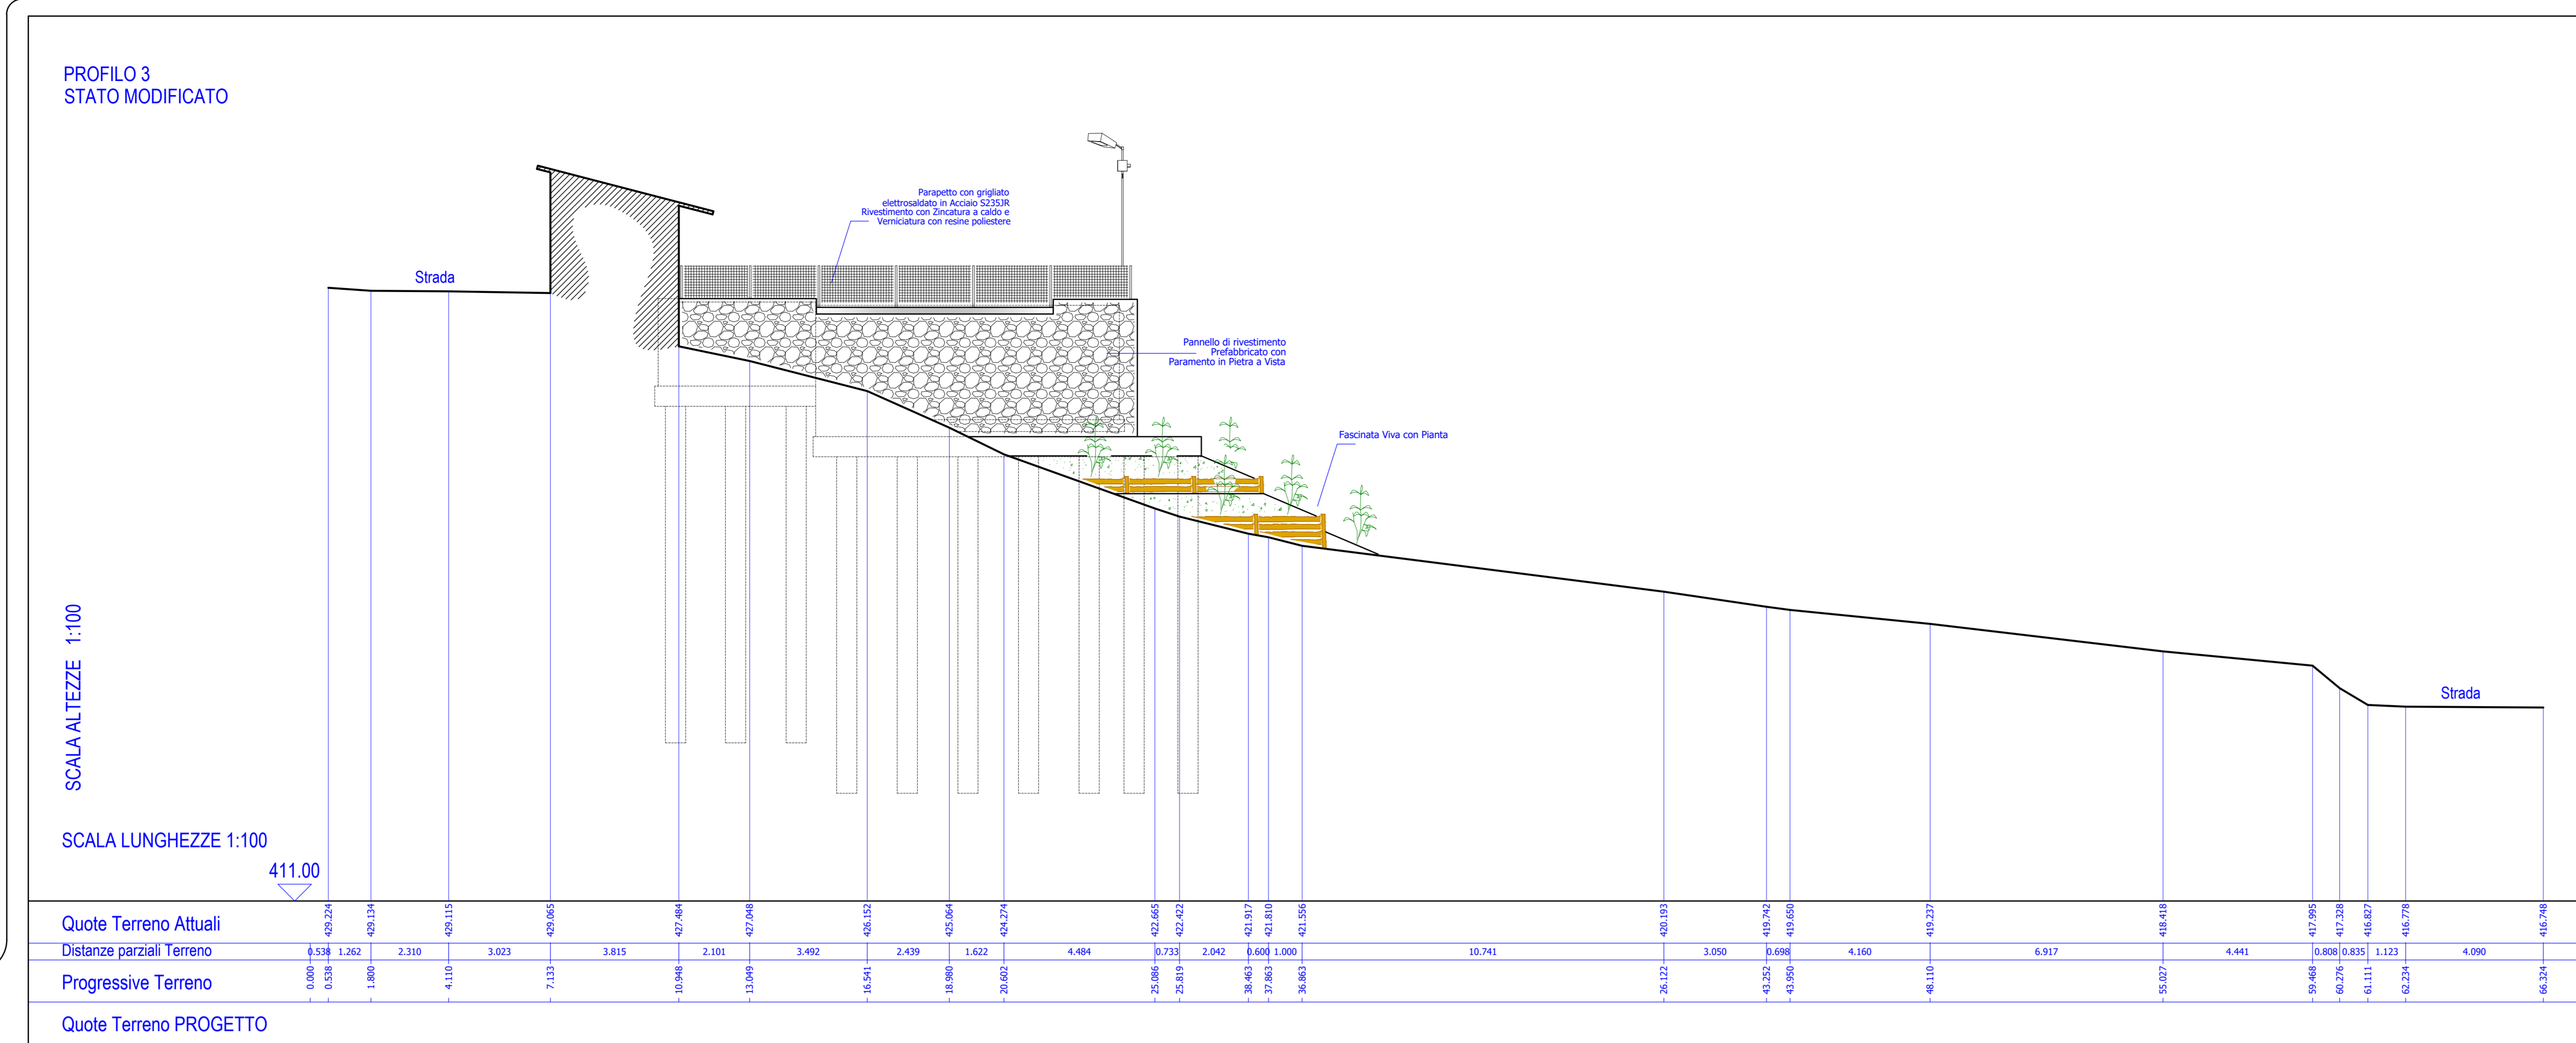 PROFILO 3
STATO MODIFICATO
Parapetto con grigliato
elettrosaldato in Acciaio S235JR
Rivestimento con Zincatura a caldo e
Verniciatura con resine poliestere
Strada
Pannello di rivestimento
Prefabbricato con
Paramento in Pietra a Vista
Fascinata Viva con Pianta
Strada
SCALA ALTEZZE 1:100
SCALA LUNGHEZZE 1:100
411.00
Quote Terreno Attuali 429.224 429.134 429.115 429.065 427.484 427.048 426.152 425.064 424.274 422.665 422.422 421.917 421.810 421.556 420.193 419.742 419.650 419.237 418.418 417.995 417.328 416.827 416.778 416.748
Distanze parziali Terreno 0.538 1.262 2.310 3.023 3.815 2.101 3.492 2.439 1.622 4.484 0.733 2.042 0.600 1.000 10.741 3.050 0.698 4.160 6.917 4.441 0.808 0.835 1.123 4.090
Progressive Terreno 0.000 0.538 1.800 4.110 7.133 10.948 13.049 16.541 18.980 20.602 25.086 25.819 38.463 37.863 36.863 26.122 43.252 43.950 48.110 55.027 59.468 60.276 61.111 62.234 66.324
Quote Terreno PROGETTO